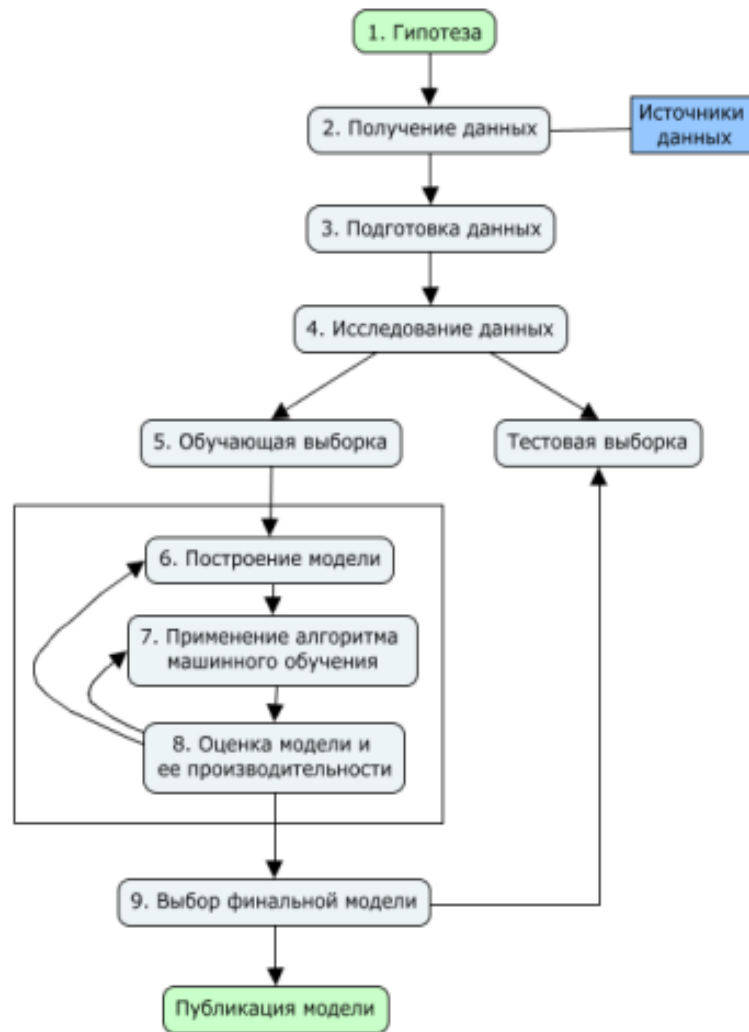 1. Гипотеза
2. Получение данных
Источники
данных
3. Подготовка данных
4. Исследование данных
5. Обучающая выборка
Тестовая выборка
6. Построение модели
7. Применение алгоритма
машинного обучения
8. Оценка модели и
ее производительности
9. Выбор финальной модели
Публикация модели